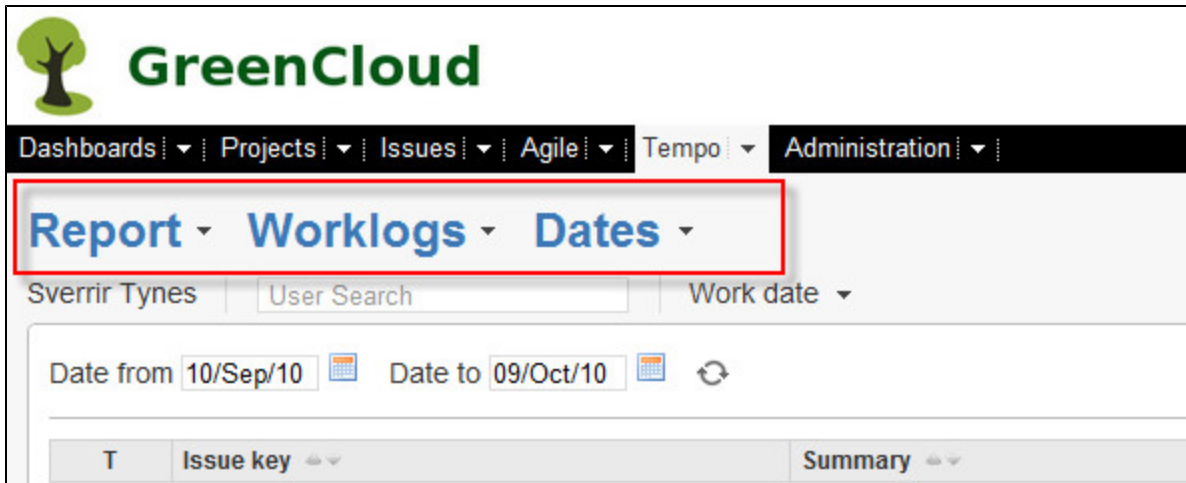 GreenCloud
Dashboards Projects Issues Agile Tempo Administration
Report Worklogs Dates
Sverrir Tynes User Search Work date
Date from 10/Sep/10 Date to 09/Oct/10
T Issue key Summary